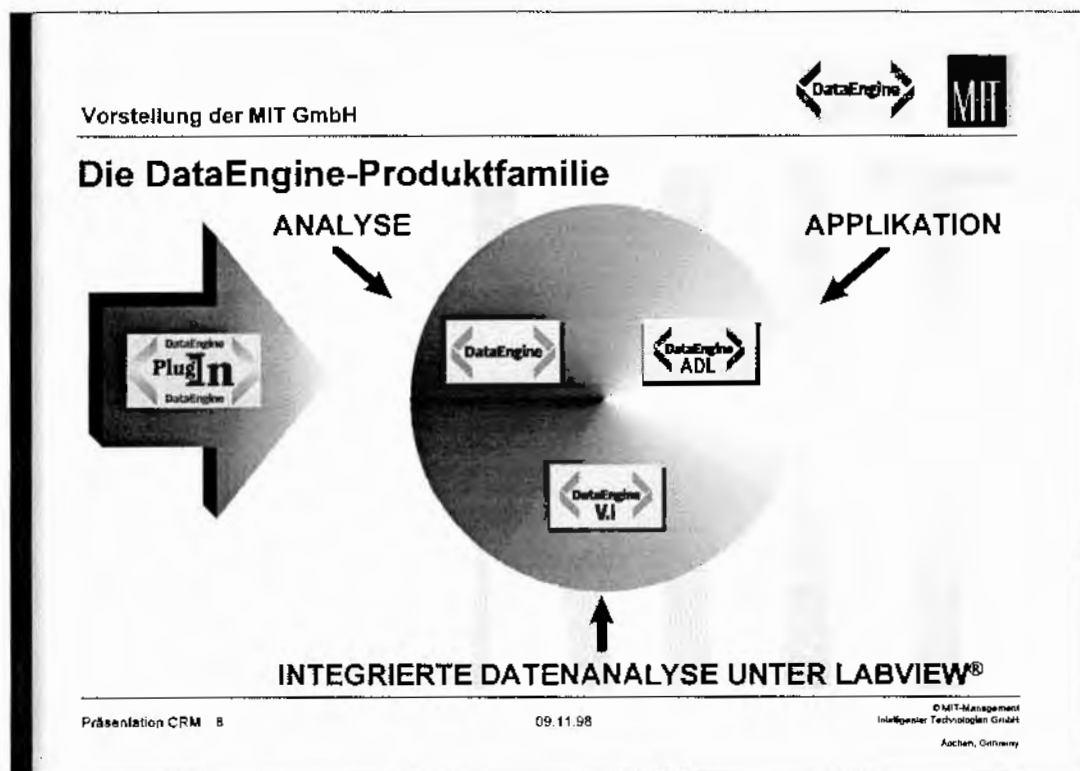 DataEngine
MIT
Vorstellung der MIT GmbH
Die DataEngine-Produktfamilie
ANALYSE
APPLIKATION
DataEngine
PlugIn
DataEngine
DataEngine
DataEngine
ADL
DataEngine
V.I
INTEGRIERTE DATENANALYSE UNTER LABVIEW®
Präsentation CRM 8
09.11.98
© MIT-Management
Intelligenter Technologien GmbH
Aachen, Germany